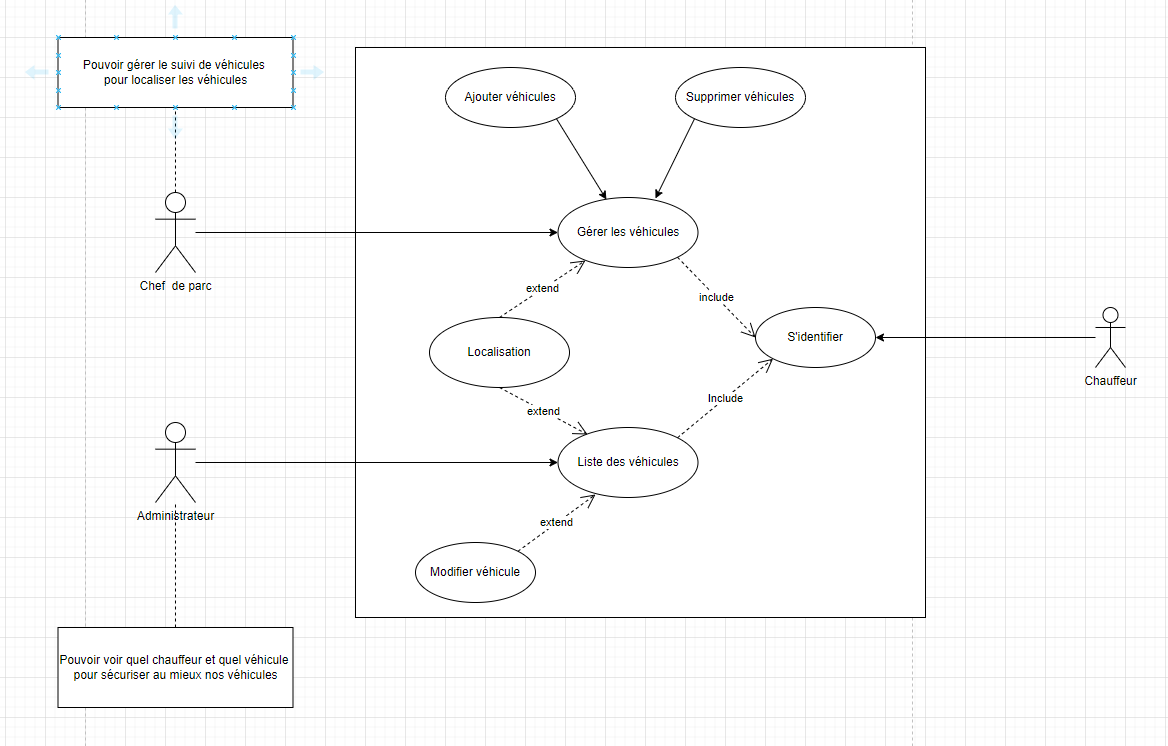 Pouvoir gérer le suivi de véhicules
pour localiser les véhicules
Ajouter véhicules
Supprimer véhicules
Gérer les véhicules
Chef de parc
extend
include
S'identifier
Localisation
Chauffeur
Include
extend
Liste des véhicules
Administrateur
extend
Modifier véhicule
Pouvoir voir quel chauffeur et quel véhicule
pour sécuriser au mieux nos véhicules